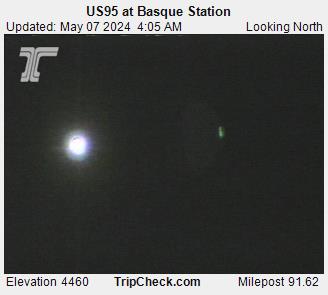 US95 at Basque Station
Updated: May 07 2024 4:05 AM Looking North
Elevation 4460 TripCheck.com Milepost 91.62